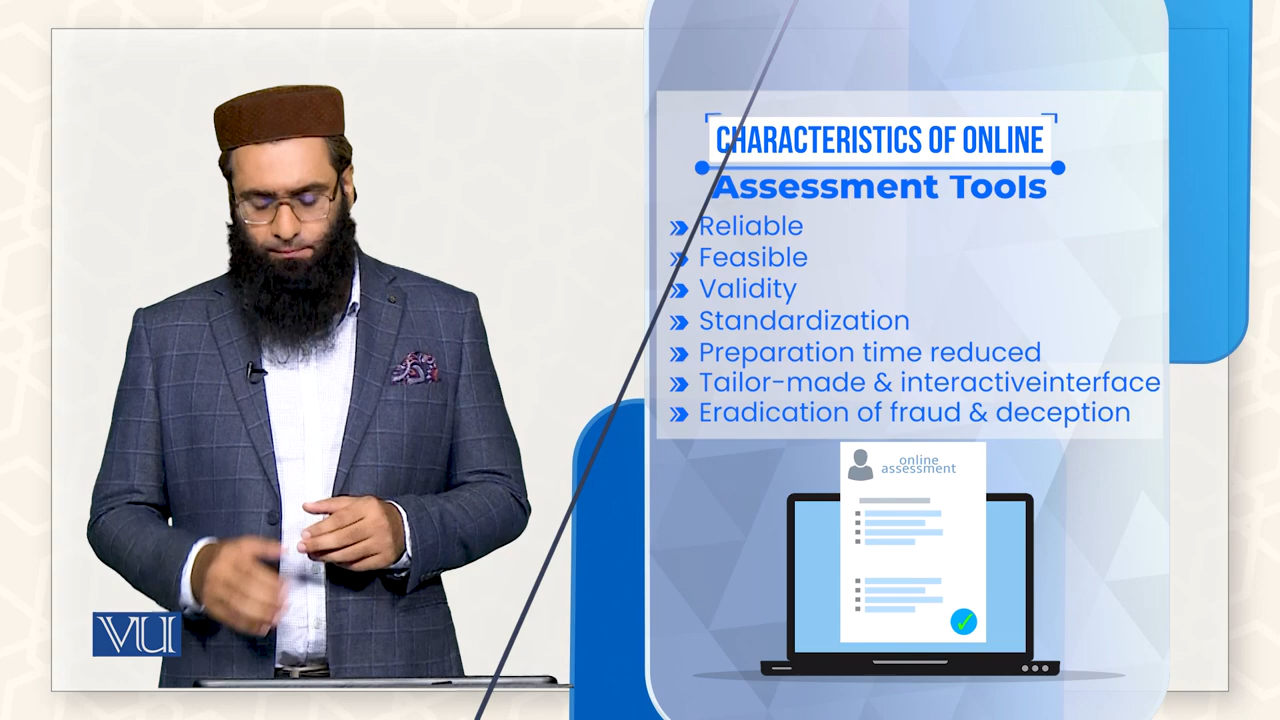 CHARACTERISTICS OF ONLINE
Assessment Tools
Reliable
Feasible
Validity
Standardization
Preparation time reduced
Tailor-made & interactiveinterface
Eradication of fraud & deception
online
assessment
VU